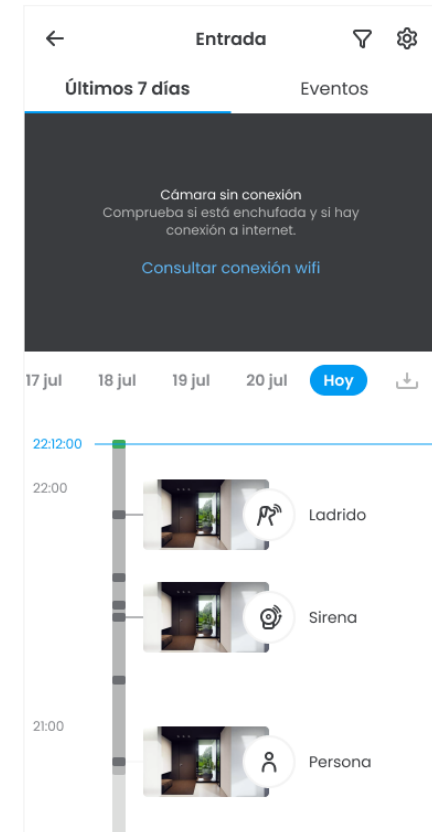 Entrada
Últimos 7 días
Eventos
Cámara sin conexión
Comprueba si está enchufada y si hay
conexión a internet.
Consultar conexión wifi
17 jul 18 jul 19 jul 20 jul Hoy
22:12:00
22:00
Ladrido
Sirena
21:00
Persona